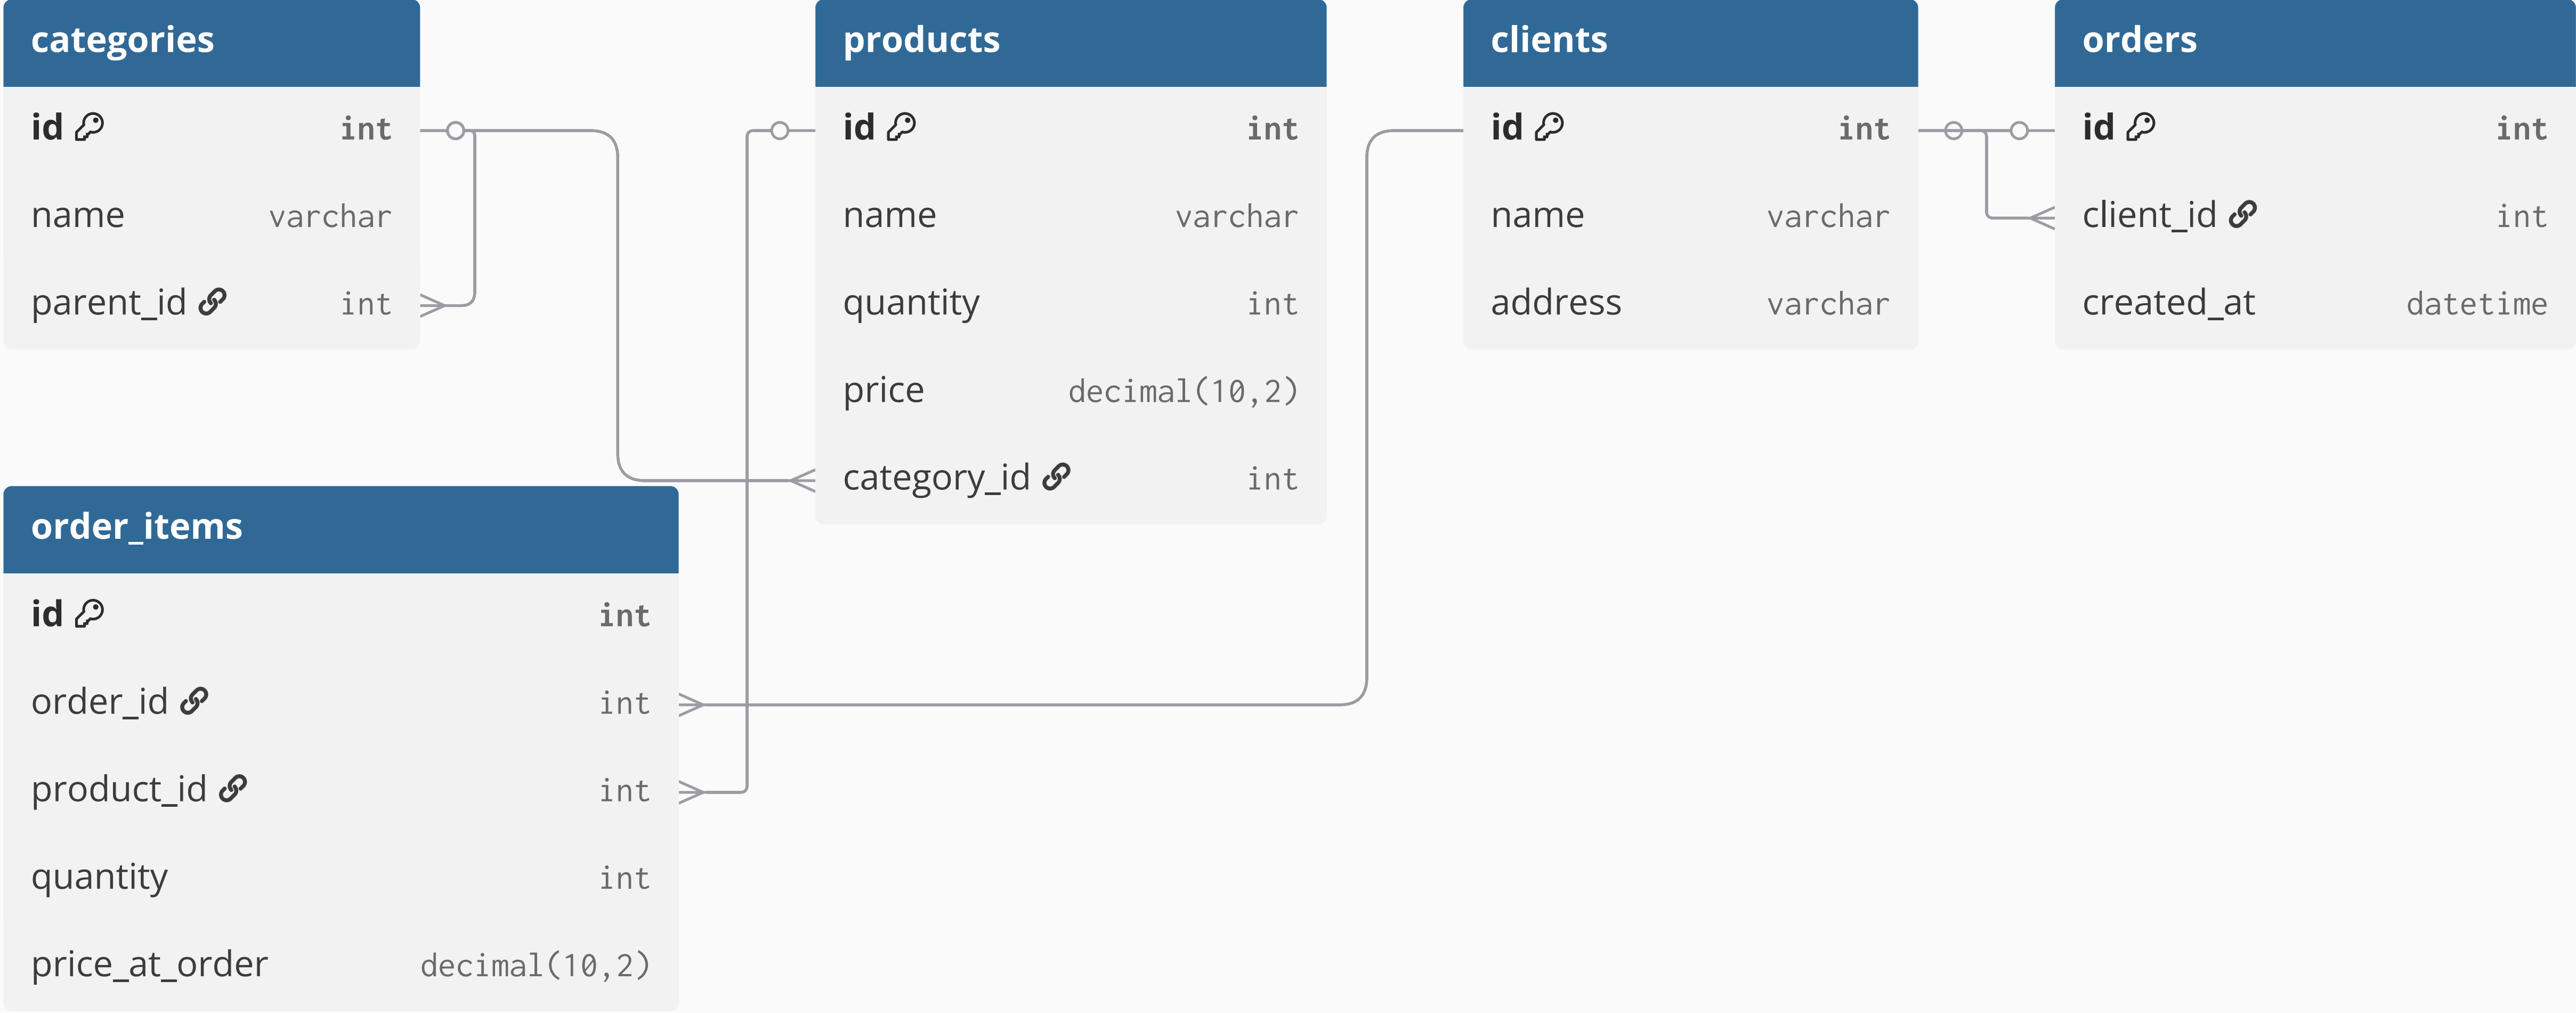 categories
id int
name varchar
parent_id int
products
id int
name varchar
quantity int
price decimal(10,2)
category_id int
clients
id int
name varchar
address varchar
orders
id int
client_id int
created_at datetime
order_items
id int
order_id int
product_id int
quantity int
price_at_order decimal(10,2)